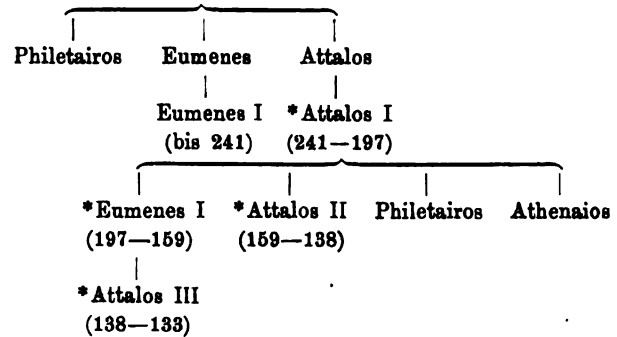 Philetairos Eumenes Attalos
Eumenes I *Attalos I
(bis 241) (241—197)
*Eumenes I *Attalos II Philetairos Athenaios
(197—159) (159—138)
*Attalos III
(138—133)